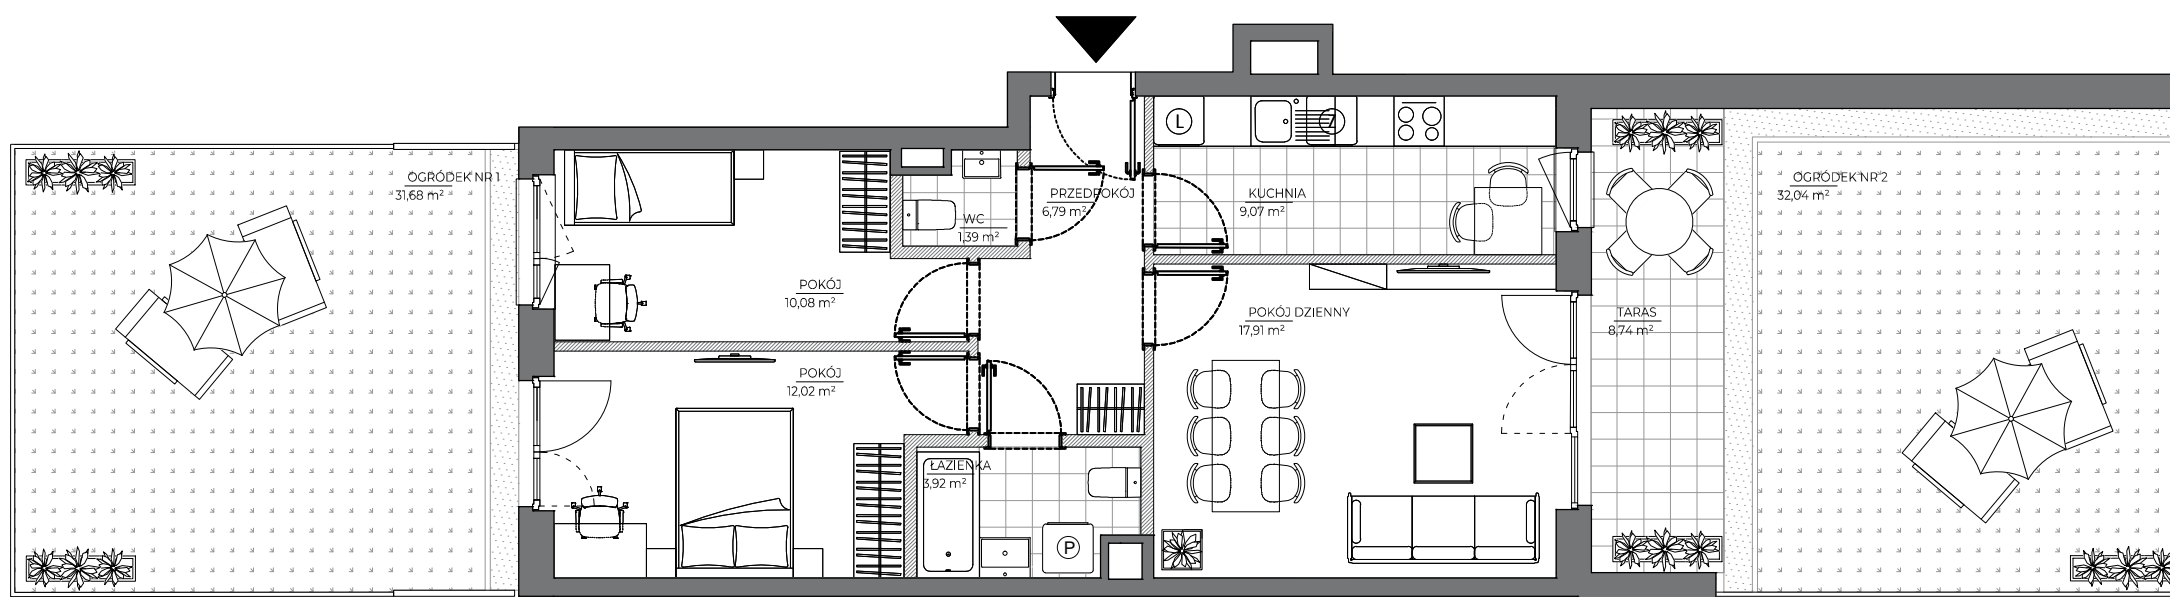 OGRÓDEK NR 1
31,68 m²
POKÓJ
10,08 m²
POKÓJ
12,02 m²
WC
1,39 m²
PRZEDPOKÓJ
6,79 m²
ŁAZIENKA
3,92 m²
P
L
Z
KUCHNIA
9,07 m²
POKÓJ DZIENNY
17,91 m²
TARAS
8,74 m²
OGRÓDEK NR 2
32,04 m²